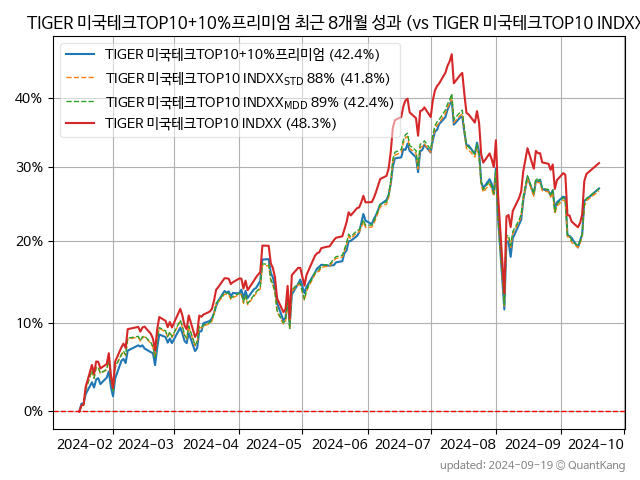 TIGER 미국테크TOP10+10%프리미엄 최근 8개월 성과 (vs TIGER 미국테크TOP10 INDXX
TIGER 미국테크TOP10+10%프리미엄 (42.4%)
TIGER 미국테크TOP10 INDXX_STD 88% (41.8%)
TIGER 미국테크TOP10 INDXX_MDD 89% (42.4%)
TIGER 미국테크TOP10 INDXX (48.3%)
40%
30%
20%
10%
0%
2024-02 2024-03 2024-04 2024-05 2024-06 2024-07 2024-08 2024-09 2024-10
updated: 2024-09-19 © QuantKang